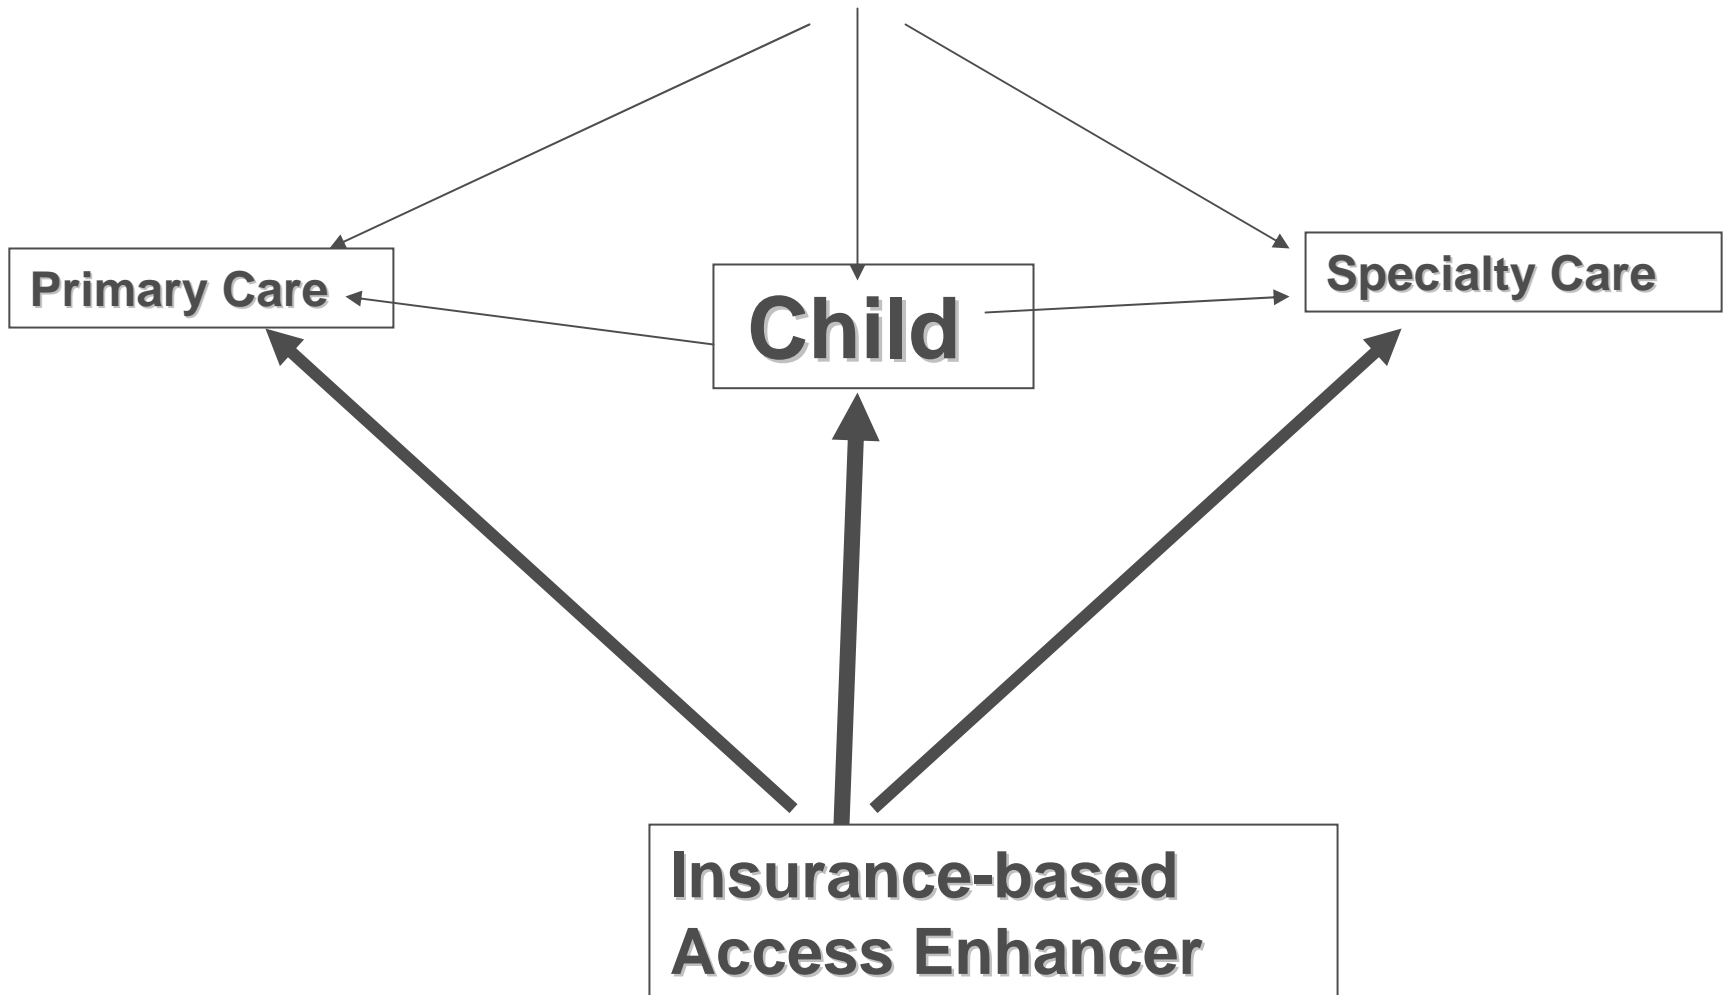 Primary Care
Child
Specialty Care
Insurance-based
Access Enhancer